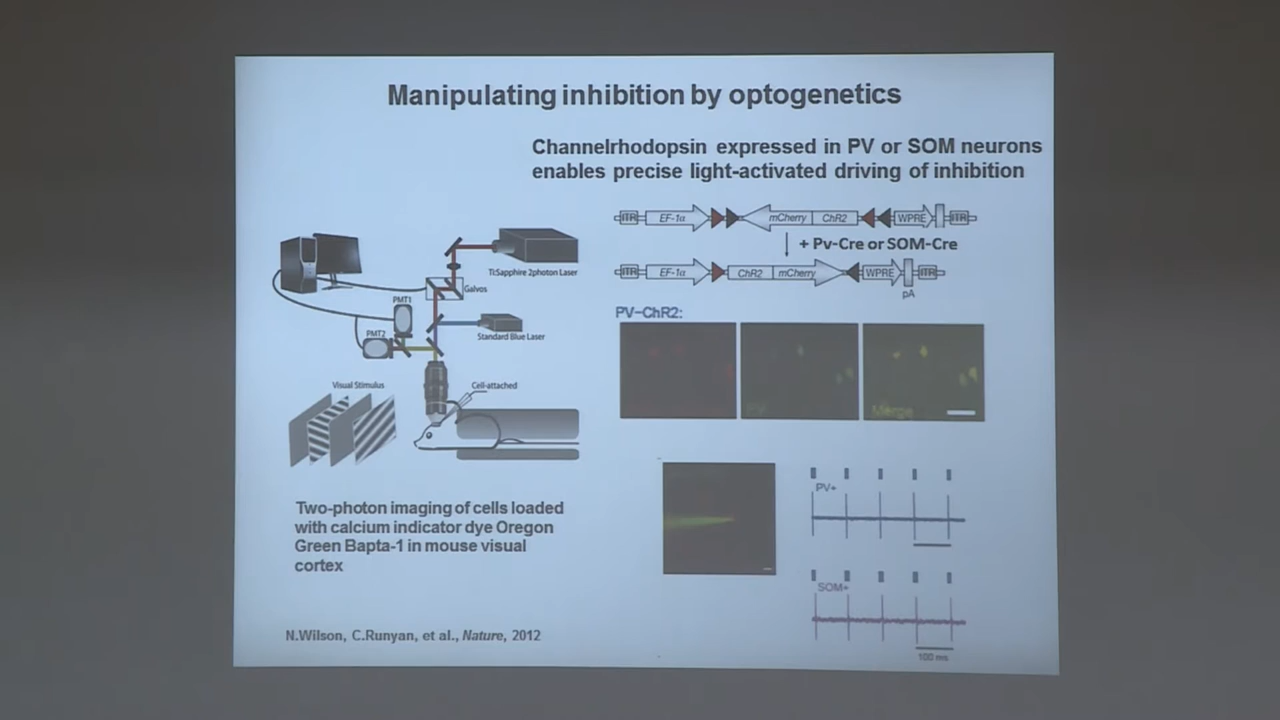 Manipulating inhibition by optogenetics
Channelrhodopsin expressed in PV or SOM neurons
enables precise light-activated driving of inhibition
ITR EF-1α mCherry ChR2 WPRE ITR
+ Pv-Cre or SOM-Cre
ITR EF-1α ChR2 mCherry WPRE ITR
pA
Ti:Sapphire 2photon Laser
Galvos
PMT1
Standard Blue Laser
PMT2
Visual Stimulus
Cell-attached
PV-ChR2:
PV
Merge
PV+
SOM+
100 ms
Two-photon imaging of cells loaded
with calcium indicator dye Oregon
Green Bapta-1 in mouse visual
cortex
N.Wilson, C.Runyan, et al., Nature, 2012